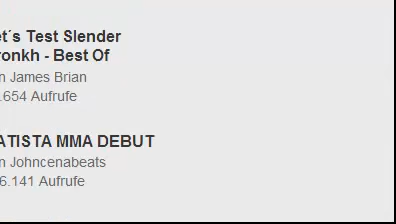 et´s Test Slender
ronkh - Best Of
n James Brian
.654 Aufrufe
ATISTA MMA DEBUT
n Johncenabeats
6.141 Aufrufe